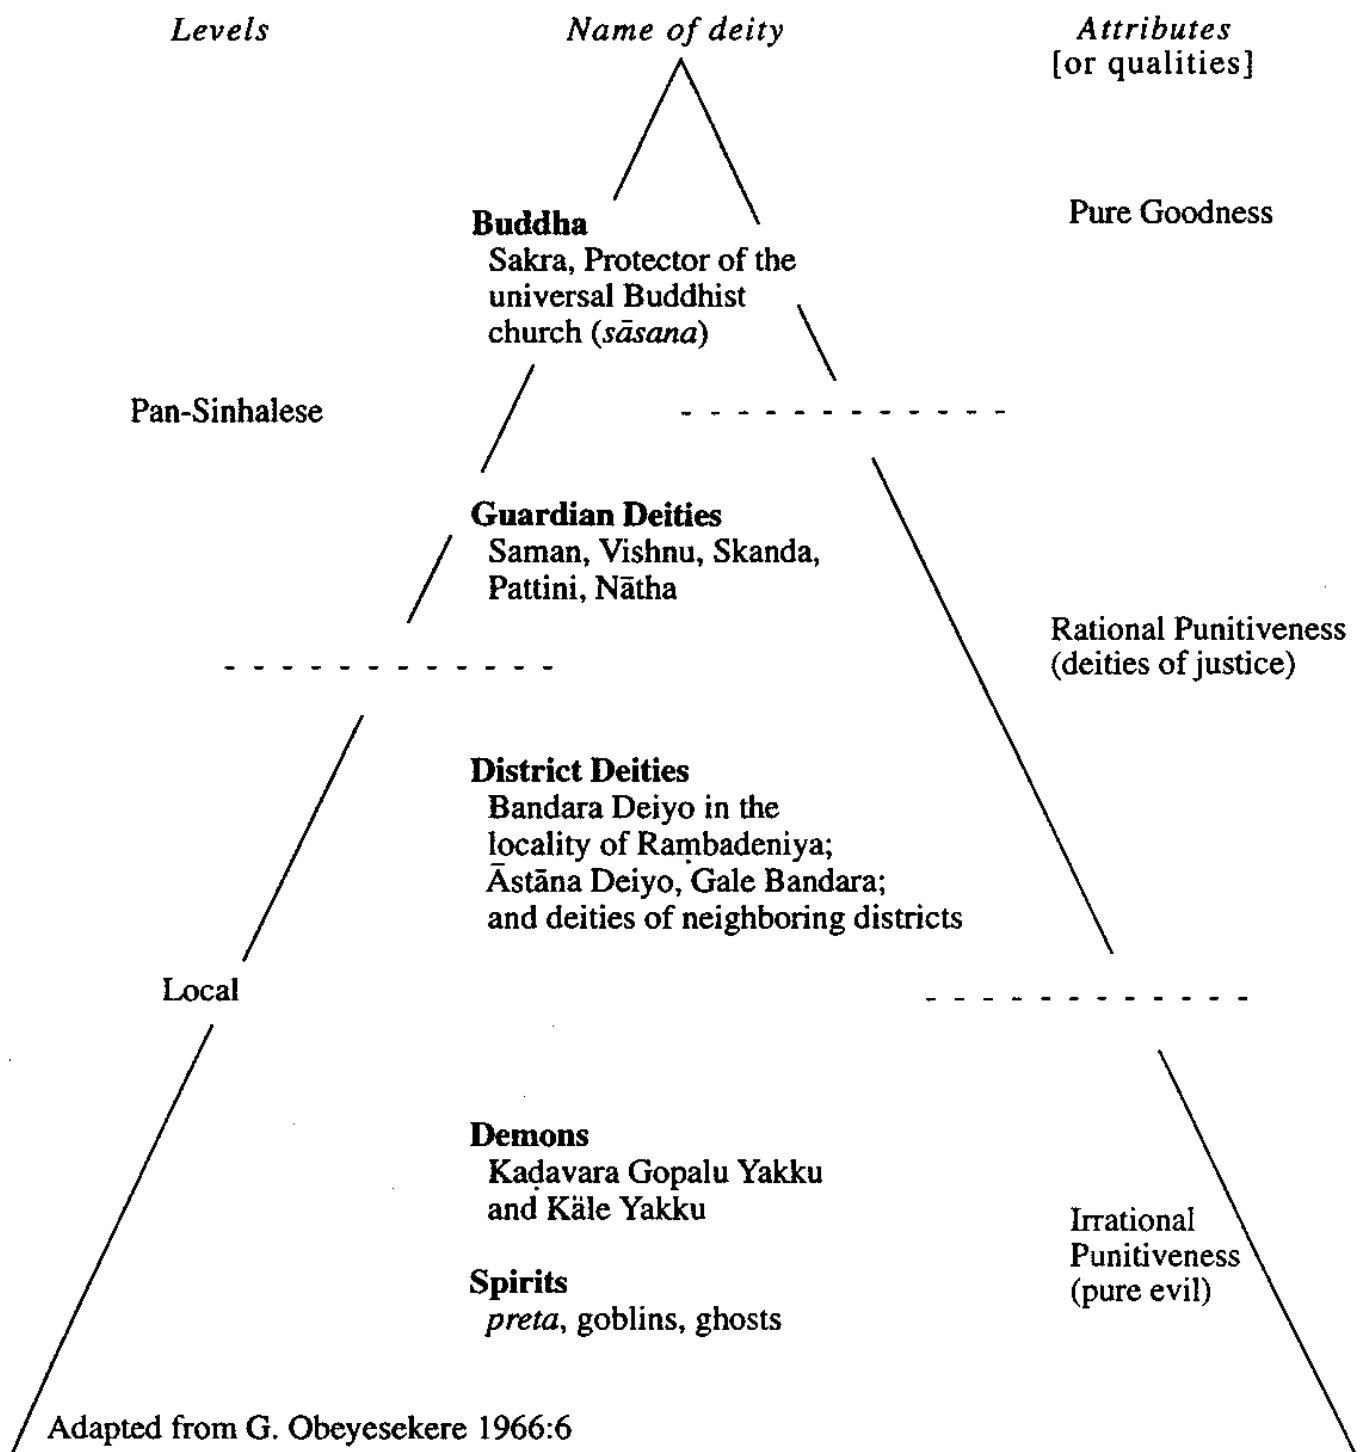 Levels
Name of deity
Attributes
[or qualities]
Buddha
Sakra, Protector of the
universal Buddhist
church (sāsana)
Pure Goodness
Pan-Sinhalese
Guardian Deities
Saman, Vishnu, Skanda,
Pattini, Nātha
Rational Punitiveness
(deities of justice)
District Deities
Bandara Deiyo in the
locality of Raṃbadeniya;
Āstāna Deiyo, Gale Bandara;
and deities of neighboring districts
Local
Demons
Kaḍavara Gopalu Yakku
and Käle Yakku
Irrational
Punitiveness
(pure evil)
Spirits
preta, goblins, ghosts
Adapted from G. Obeyesekere 1966:6